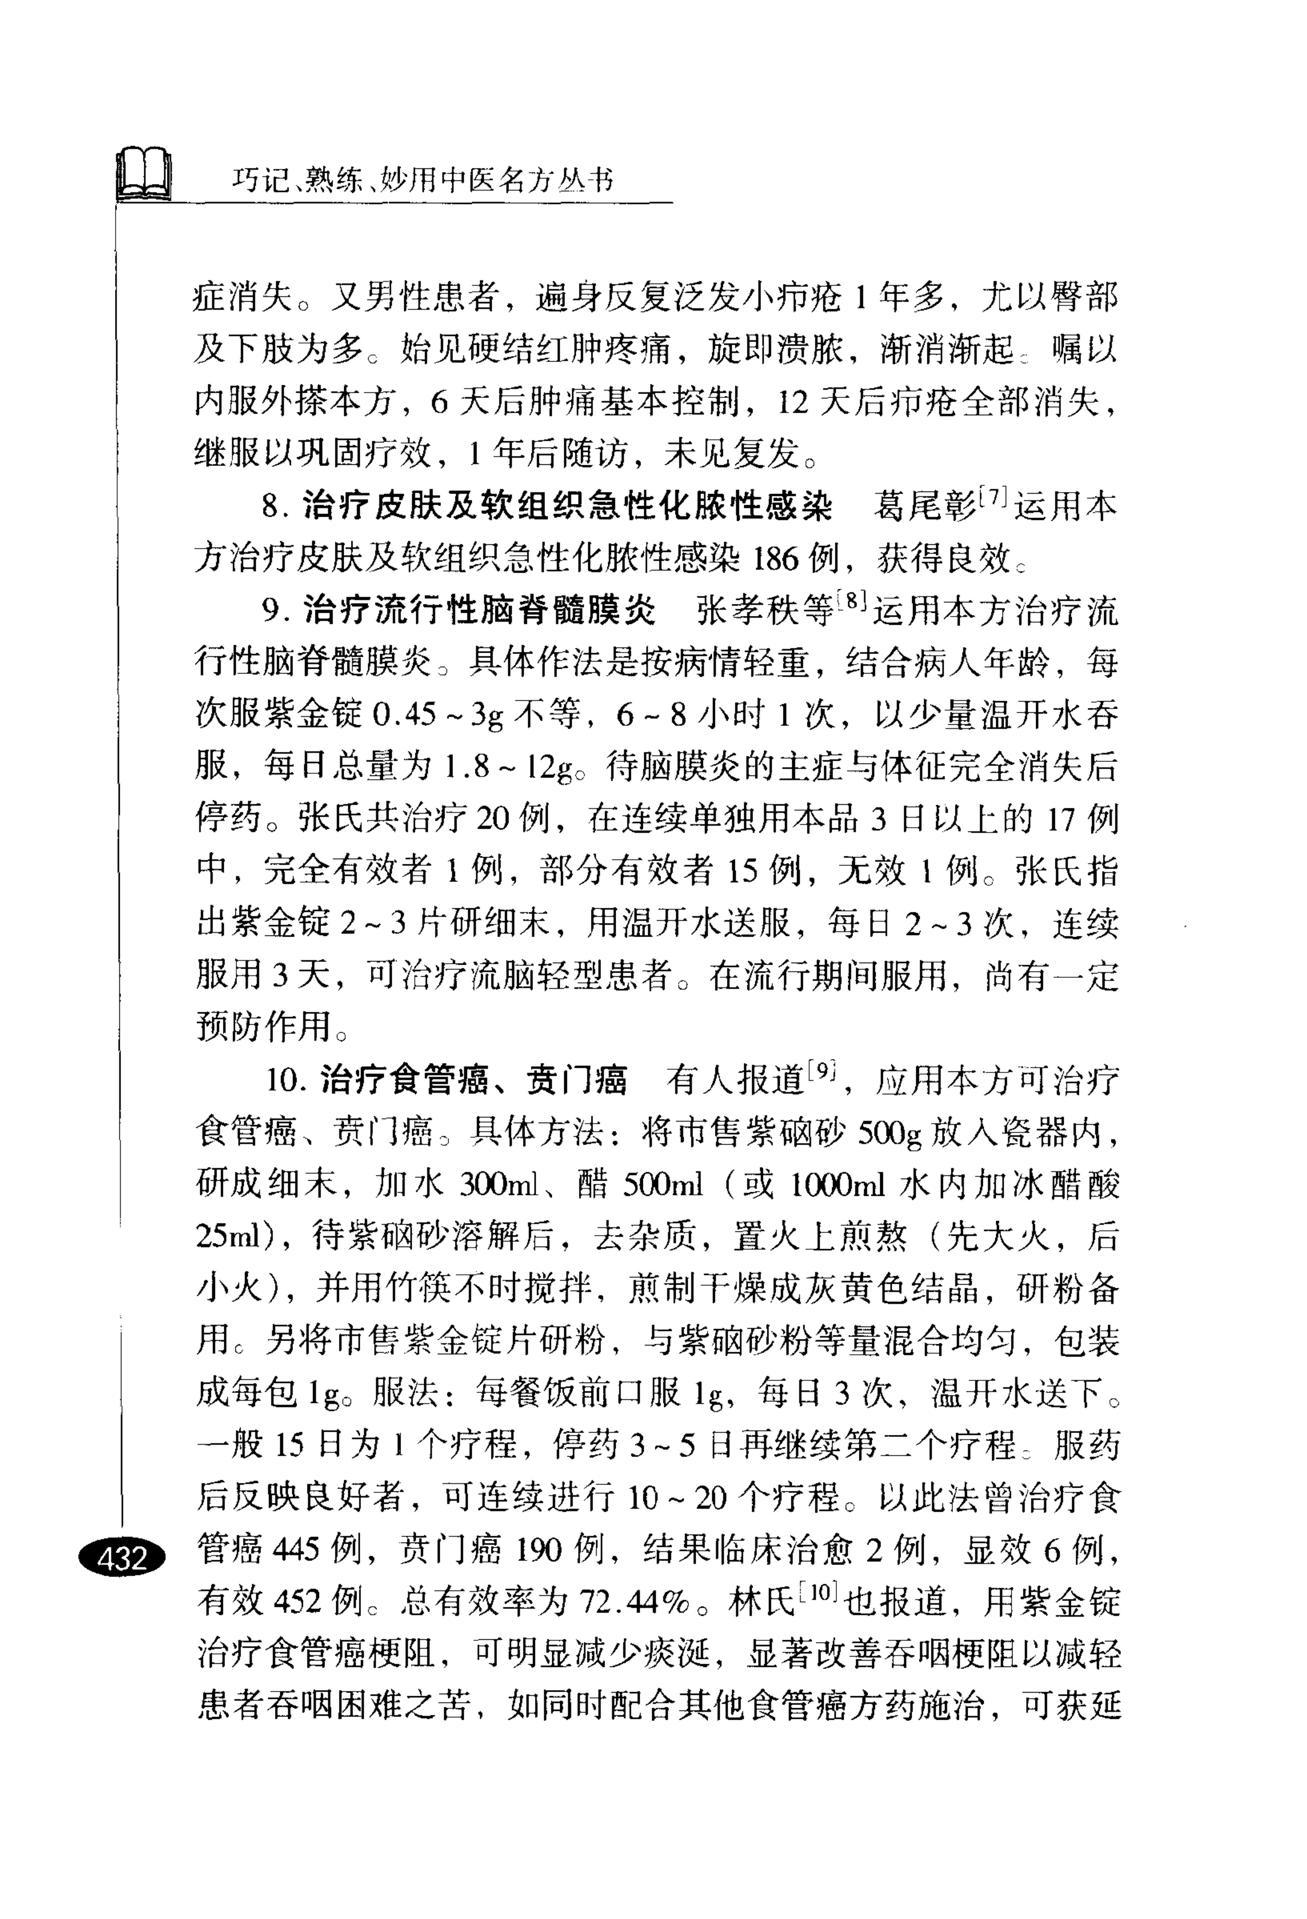 巧记、熟练、妙用中医名方丛书
症消失。又男性患者，遍身反复泛发小疖疮 1 年多，尤以臀部
及下肢为多。始见硬结红肿疼痛，旋即溃脓，渐消渐起。嘱以
内服外搽本方，6 天后肿痛基本控制，12 天后疖疮全部消失，
继服以巩固疗效，1 年后随访，未见复发。
8. 治疗皮肤及软组织急性化脓性感染　葛尾彰[7]运用本
方治疗皮肤及软组织急性化脓性感染 186 例，获得良效。
9. 治疗流行性脑脊髓膜炎　张孝秩等[8]运用本方治疗流
行性脑脊髓膜炎。具体作法是按病情轻重，结合病人年龄，每
次服紫金锭 0.45～3g 不等，6～8 小时 1 次，以少量温开水吞
服，每日总量为 1.8～12g。待脑膜炎的主症与体征完全消失后
停药。张氏共治疗 20 例，在连续单独用本品 3 日以上的 17 例
中，完全有效者 1 例，部分有效者 15 例，无效 1 例。张氏指
出紫金锭 2～3 片研细末，用温开水送服，每日 2～3 次，连续
服用 3 天，可治疗流脑轻型患者。在流行期间服用，尚有一定
预防作用。
10. 治疗食管癌、贲门癌　有人报道[9]，应用本方可治疗
食管癌、贲门癌。具体方法：将市售紫硇砂 500g 放入瓷器内，
研成细末，加水 300ml、醋 500ml（或 1000ml 水内加冰醋酸
25ml），待紫硇砂溶解后，去杂质，置火上煎熬（先大火，后
小火），并用竹筷不时搅拌，煎制干燥成灰黄色结晶，研粉备
用。另将市售紫金锭片研粉，与紫硇砂粉等量混合均匀，包装
成每包 1g。服法：每餐饭前口服 1g，每日 3 次，温开水送下。
一般 15 日为 1 个疗程，停药 3～5 日再继续第二个疗程。服药
后反映良好者，可连续进行 10～20 个疗程。以此法曾治疗食
管癌 445 例，贲门癌 190 例，结果临床治愈 2 例，显效 6 例，
有效 452 例。总有效率为 72.44%。林氏[10]也报道，用紫金锭
治疗食管癌梗阻，可明显减少痰涎，显著改善吞咽梗阻以减轻
患者吞咽困难之苦，如同时配合其他食管癌方药施治，可获延
432